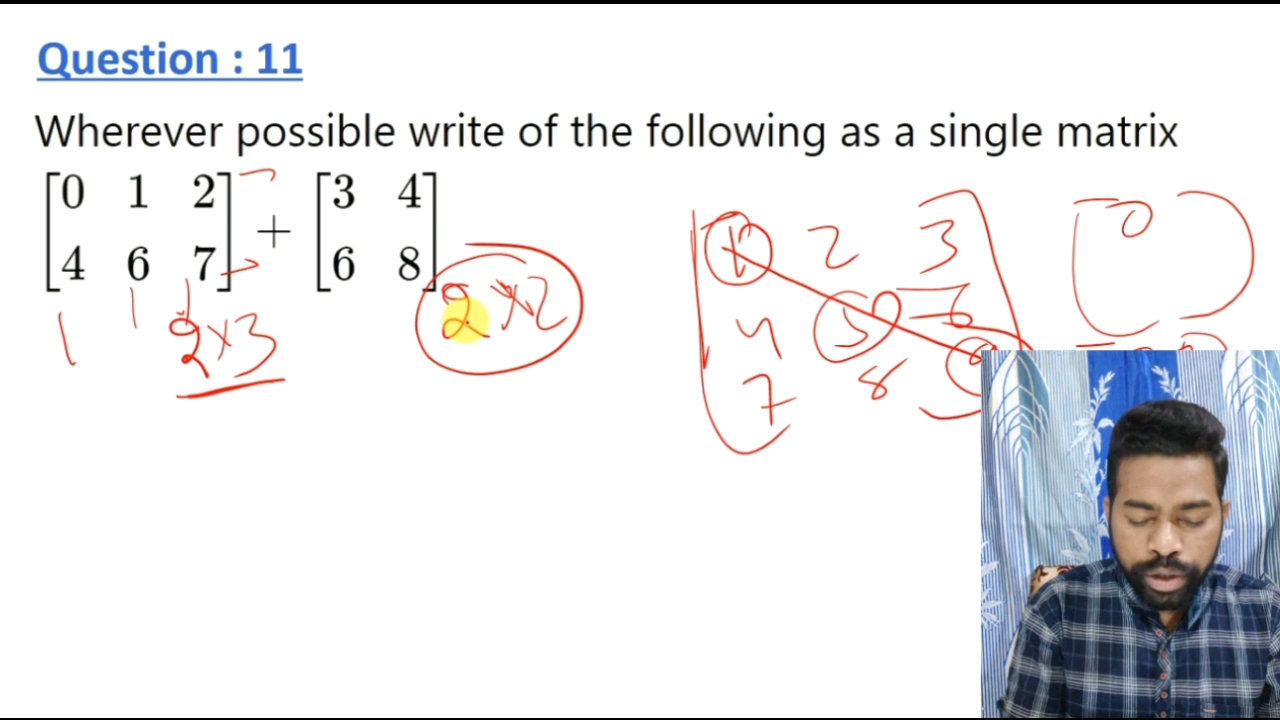 Question : 11
Wherever possible write of the following as a single matrix
[0 1 2
4 6 7] + [3 4
6 8]
2×3
2×2
1 2 3
4 5 6
7 8 9
0